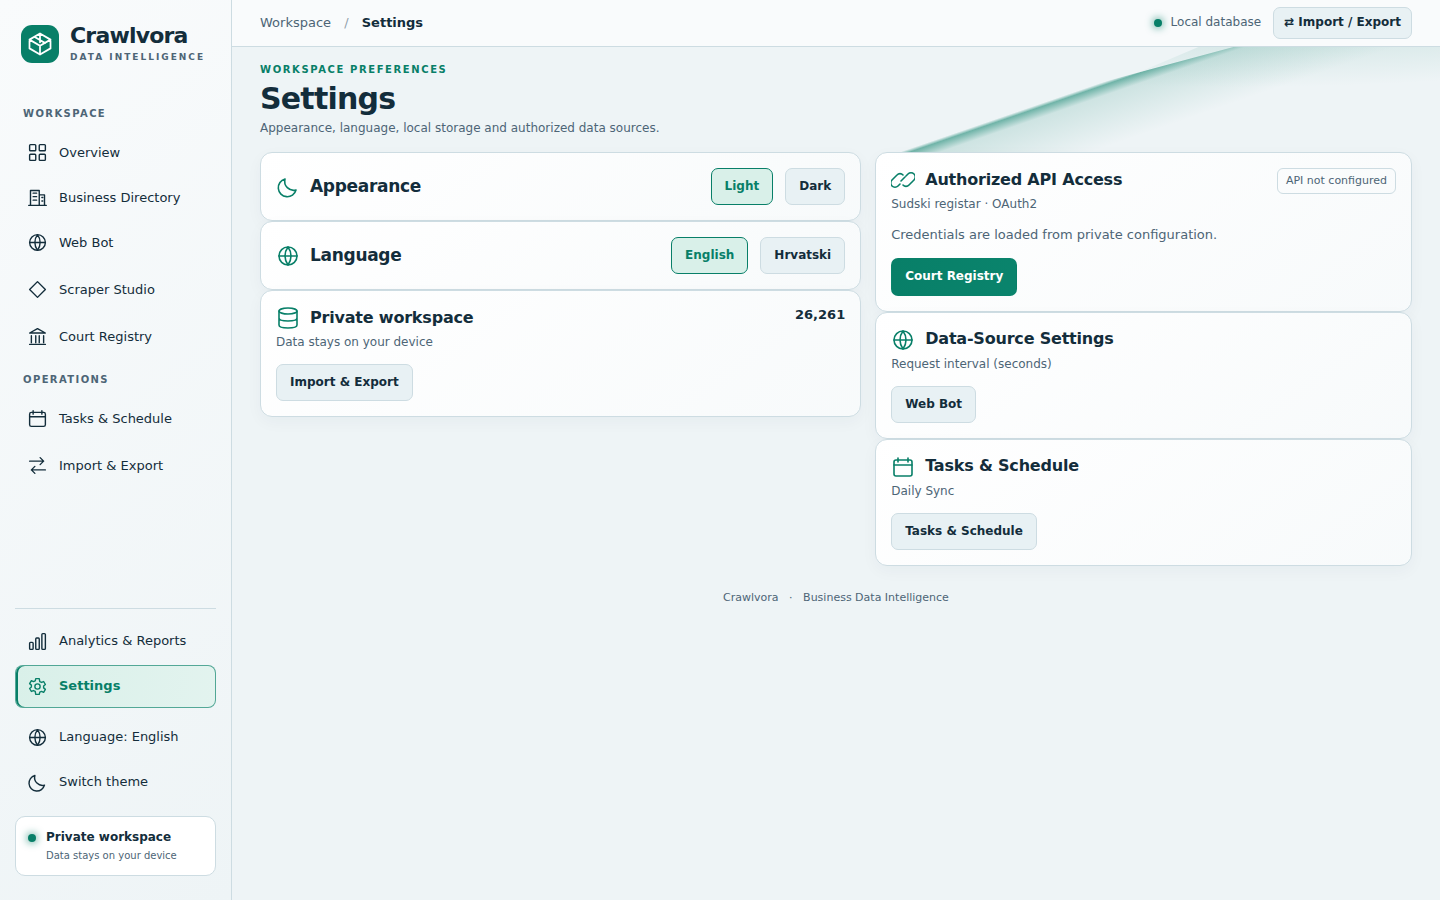 Crawlvora
DATA INTELLIGENCE
WORKSPACE
Overview
Business Directory
Web Bot
Scraper Studio
Court Registry
OPERATIONS
Tasks & Schedule
Import & Export
Analytics & Reports
Settings
Language: English
Switch theme
Private workspace
Data stays on your device
Workspace / Settings
Local database
⇄ Import / Export
WORKSPACE PREFERENCES
Settings
Appearance, language, local storage and authorized data sources.
Appearance
Light
Dark
Language
English
Hrvatski
Private workspace
26,261
Data stays on your device
Import & Export
Authorized API Access
API not configured
Sudski registar · OAuth2
Credentials are loaded from private configuration.
Court Registry
Data-Source Settings
Request interval (seconds)
Web Bot
Tasks & Schedule
Daily Sync
Tasks & Schedule
Crawlvora · Business Data Intelligence